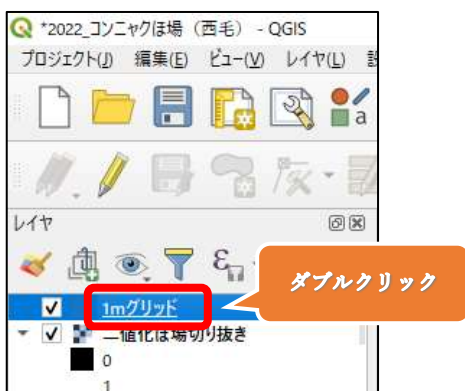 *2022_コンニャクほ場（西毛） - QGIS
プロジェクト(J) 編集(E) ビュー(V) レイヤ(L)
a
レイヤ
ε
ダブルクリック
1mグリッド
二値化ほ場切り抜き
0
1